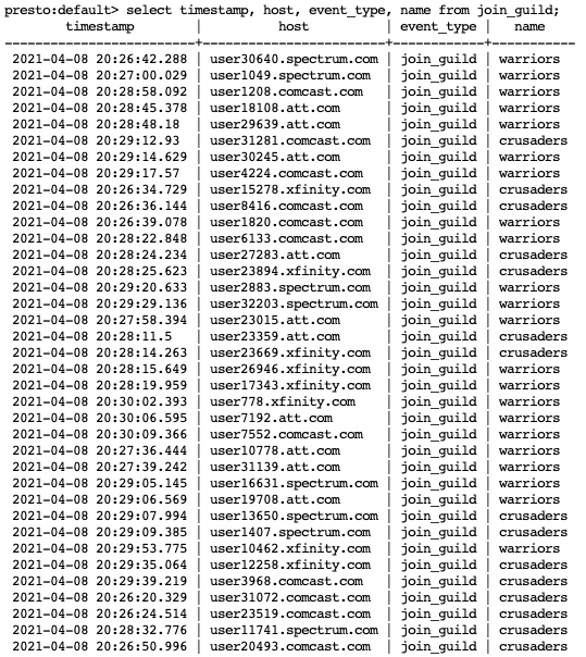 presto:default> select timestamp, host, event_type, name from join_guild;
timestamp | host | event_type | name
-------------------------+-----------------------+------------+-----------
2021-04-08 20:26:42.288 | user30640.spectrum.com | join_guild | warriors
2021-04-08 20:27:00.029 | user1049.spectrum.com | join_guild | warriors
2021-04-08 20:28:58.092 | user1208.comcast.com | join_guild | warriors
2021-04-08 20:28:45.378 | user18108.att.com | join_guild | warriors
2021-04-08 20:28:48.18 | user29639.att.com | join_guild | warriors
2021-04-08 20:29:12.93 | user31281.comcast.com | join_guild | crusaders
2021-04-08 20:29:14.629 | user30245.att.com | join_guild | warriors
2021-04-08 20:29:17.57 | user4224.comcast.com | join_guild | warriors
2021-04-08 20:26:34.729 | user15278.xfinity.com | join_guild | crusaders
2021-04-08 20:26:36.144 | user8416.comcast.com | join_guild | crusaders
2021-04-08 20:26:39.078 | user1820.comcast.com | join_guild | warriors
2021-04-08 20:28:22.848 | user6133.comcast.com | join_guild | warriors
2021-04-08 20:28:24.234 | user27283.att.com | join_guild | crusaders
2021-04-08 20:28:25.623 | user23894.xfinity.com | join_guild | crusaders
2021-04-08 20:29:20.633 | user2883.spectrum.com | join_guild | warriors
2021-04-08 20:29:29.136 | user32203.spectrum.com | join_guild | warriors
2021-04-08 20:27:58.394 | user23015.att.com | join_guild | warriors
2021-04-08 20:28:11.5 | user23359.att.com | join_guild | crusaders
2021-04-08 20:28:14.263 | user23669.xfinity.com | join_guild | crusaders
2021-04-08 20:28:15.649 | user26946.xfinity.com | join_guild | warriors
2021-04-08 20:28:19.959 | user17343.xfinity.com | join_guild | warriors
2021-04-08 20:30:02.393 | user778.xfinity.com | join_guild | warriors
2021-04-08 20:30:06.595 | user7192.att.com | join_guild | warriors
2021-04-08 20:30:09.366 | user7552.comcast.com | join_guild | warriors
2021-04-08 20:27:36.444 | user10778.att.com | join_guild | warriors
2021-04-08 20:27:39.242 | user31139.att.com | join_guild | warriors
2021-04-08 20:29:05.145 | user16631.spectrum.com | join_guild | warriors
2021-04-08 20:29:06.569 | user19708.att.com | join_guild | warriors
2021-04-08 20:29:07.994 | user13650.spectrum.com | join_guild | crusaders
2021-04-08 20:29:09.385 | user1407.spectrum.com | join_guild | crusaders
2021-04-08 20:29:53.775 | user10462.xfinity.com | join_guild | warriors
2021-04-08 20:29:35.064 | user12258.xfinity.com | join_guild | crusaders
2021-04-08 20:29:39.219 | user3968.comcast.com | join_guild | crusaders
2021-04-08 20:26:20.329 | user31072.comcast.com | join_guild | crusaders
2021-04-08 20:26:24.514 | user23519.comcast.com | join_guild | crusaders
2021-04-08 20:28:32.776 | user11741.spectrum.com | join_guild | crusaders
2021-04-08 20:26:50.996 | user20493.comcast.com | join_guild | crusaders